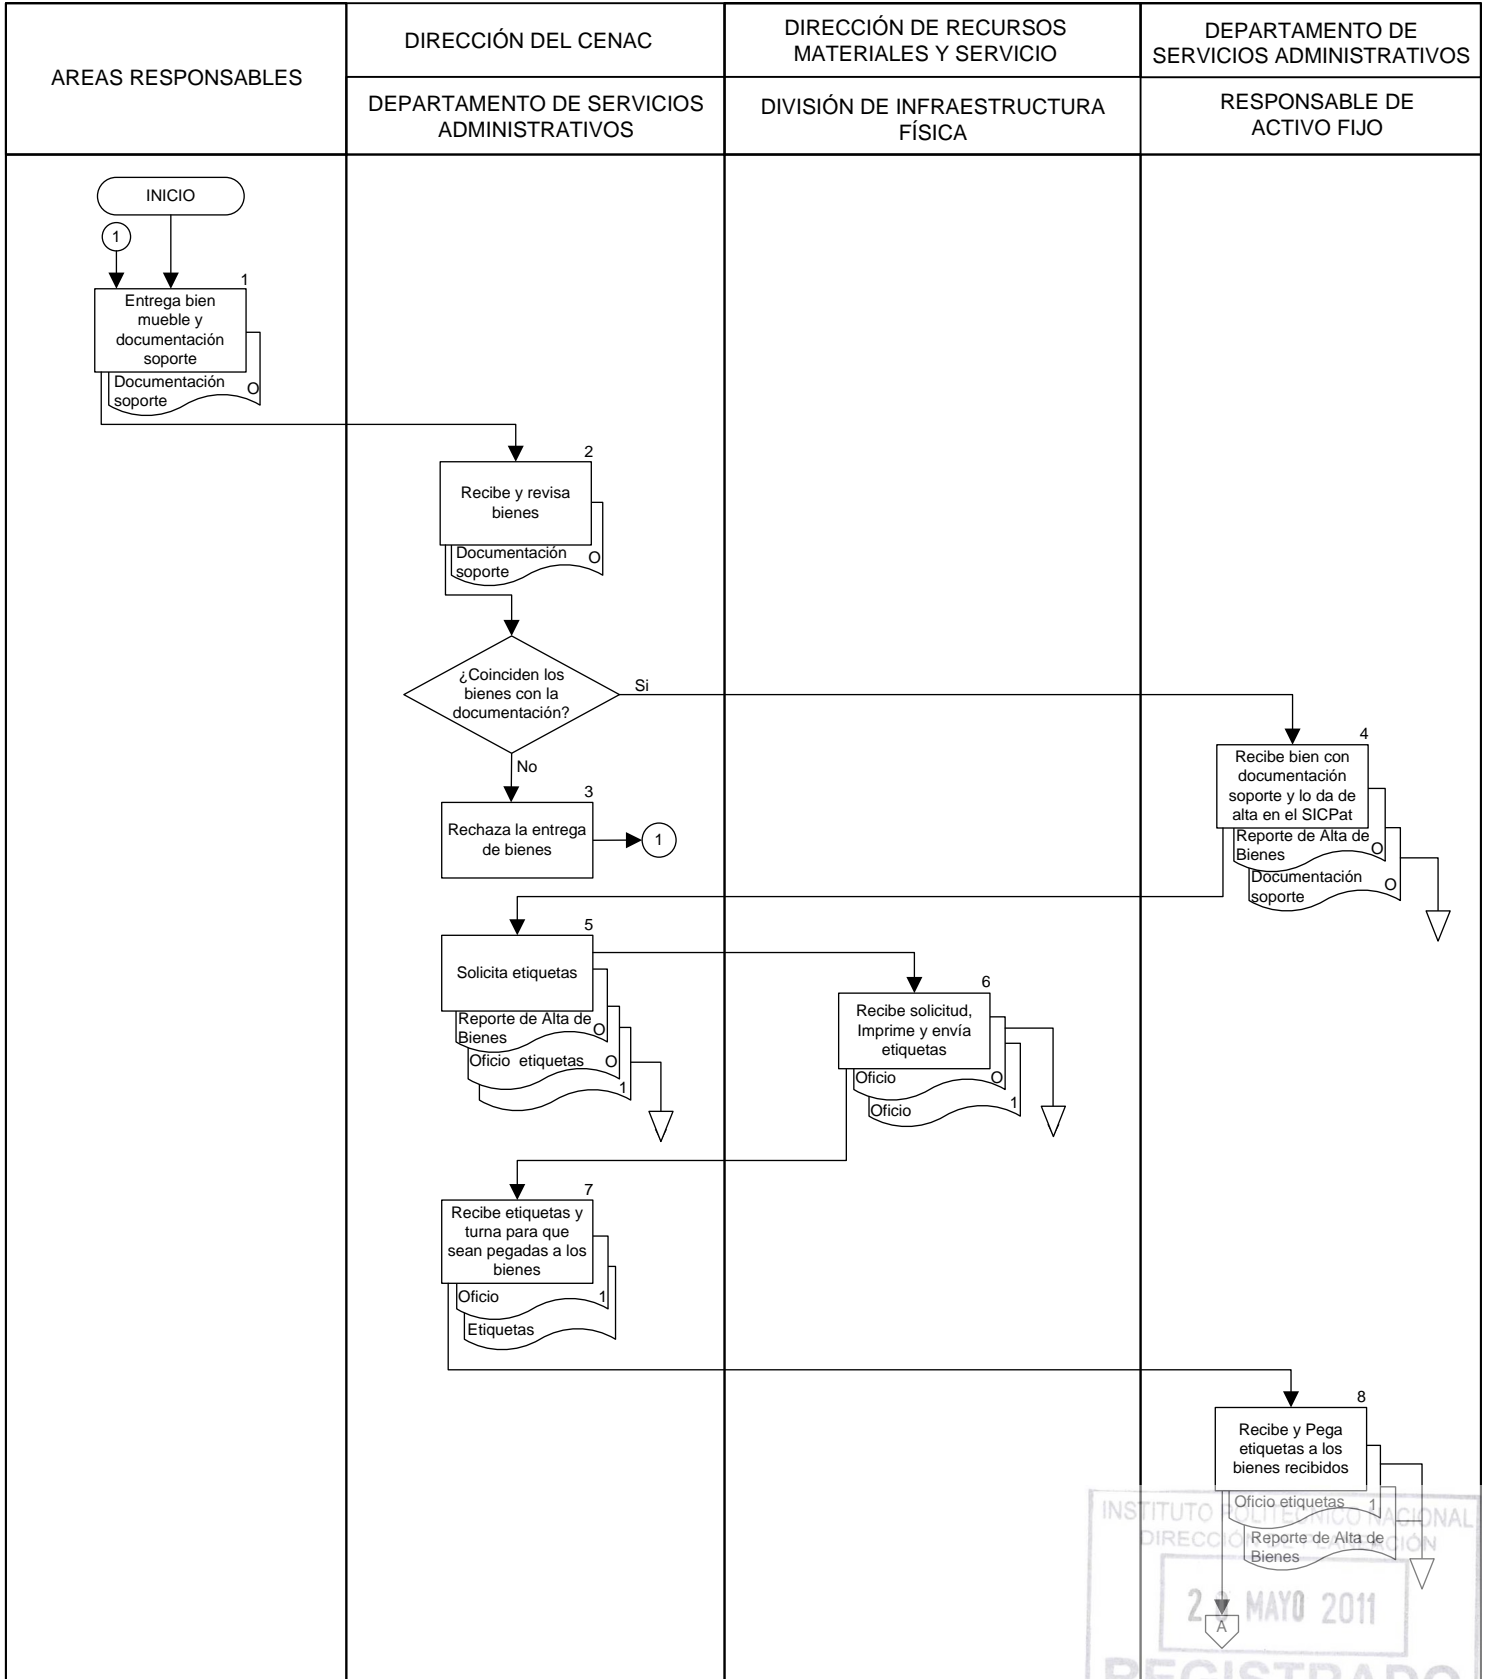 AREAS RESPONSABLES
DIRECCIÓN DEL CENAC
DEPARTAMENTO DE SERVICIOS
ADMINISTRATIVOS
DIRECCIÓN DE RECURSOS
MATERIALES Y SERVICIO
DIVISIÓN DE INFRAESTRUCTURA
FÍSICA
DEPARTAMENTO DE
SERVICIOS ADMINISTRATIVOS
RESPONSABLE DE
ACTIVO FIJO
INICIO
1
1
Entrega bien
mueble y
documentación
soporte
Documentación
soporte
O
2
Recibe y revisa
bienes
Documentación
soporte
O
¿Coinciden los
bienes con la
documentación?
Si
No
3
Rechaza la entrega
de bienes
1
4
Recibe bien con
documentación
soporte y lo da de
alta en el SICPat
Reporte de Alta de
Bienes
O
Documentación
soporte
O
5
Solicita etiquetas
Reporte de Alta de
Bienes
O
Oficio etiquetas
O
1
6
Recibe solicitud,
Imprime y envía
etiquetas
Oficio
O
Oficio
1
7
Recibe etiquetas y
turna para que
sean pegadas a los
bienes
Oficio
1
Etiquetas
8
Recibe y Pega
etiquetas a los
bienes recibidos
Oficio etiquetas
1
Reporte de Alta de
Bienes
A
INSTITUTO POLITECNICO NACIONAL
DIRECCIÓN DE PLANEACIÓN
MAYO 2011
REGISTRADO